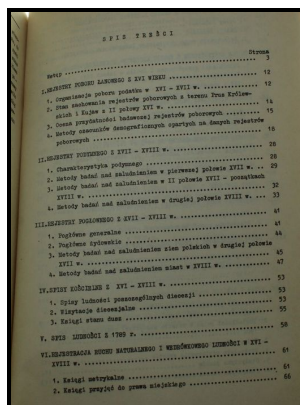 SPIS TREŚCI
Strona
Wstęp ........ 3
I.REJESTRY POBORU ŁANOWEGO Z XVI WIEKU ........ 12
1. Organizacja poboru podatku w XVI - XVII w. ........ 12
2. Stan zachowania rejestrów poborowych z terenu Prus Królew-
skich i Kujaw z II połowy XVI w. ........ 14
3. Ocena przydatności badawczej rejestrów poborowych ........ 15
4. Metody szacunków demograficznych opartych na danych rejestrów
poborowych ........ 18
II.REJESTRY PODYMNEGO Z XVII - XVIII w. ........ 28
1. Charakterystyka podymnego ........ 28
2. Metody badań nad zaludnieniem w pierwszej połowie XVII w. .. 29
3. Metody badań nad zaludnieniem w II połowie XVII - początkach
XVIII w. ........ 32
4. Metody badań nad zaludnieniem w drugiej połowie XVIII w. .. 33
III.REJESTRY POGŁÓWNEGO Z XVII - XVIII w. ........ 41
1. Pogłówne generalne ........ 41
2. Pogłówne żydowskie ........ 44
3. Metody badań nad zaludnieniem ziem polskich w drugiej połowie
XVII w. ........ 45
4. Metody badań nad zaludnieniem miast w XVIII w. ........ 47
IV.SPISY KOŚCIELNE Z XVI - XVIII w. ........ 53
1. Spisy ludności poszczególnych diecezji ........ 53
2. Wizytacje diecezjalne ........ 53
3. Księgi stanu dusz ........ 55
V. SPIS LUDNOŚCI Z 1789 r. ........ 58
VI.REJESTRACJA RUCHU NATURALNEGO I WĘDRÓWKOWEGO LUDNOŚCI W XVI -
XVIII w. ........ 61
1. Księgi metrykalne ........ 61
2. Księgi przyjęć do prawa miejskiego ........ 66